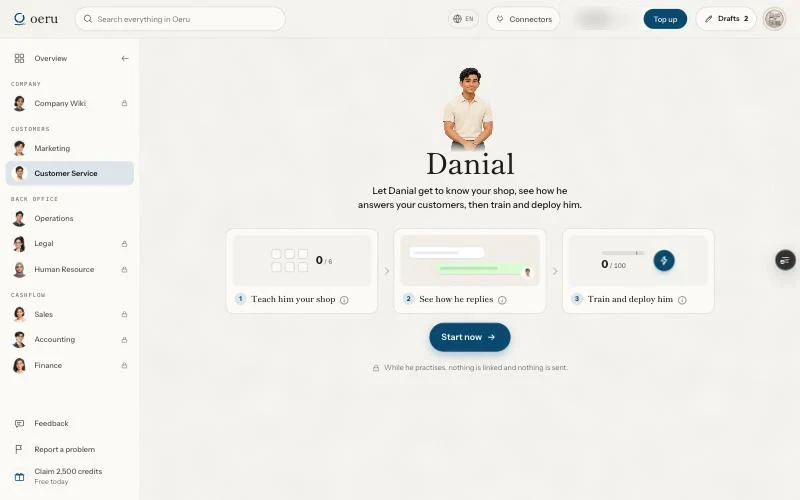 oeru
Search everything in Oeru
EN
Connectors
Top up
Drafts 2
Overview
COMPANY
Company Wiki
CUSTOMERS
Marketing
Customer Service
BACK OFFICE
Operations
Legal
Human Resource
CASHFLOW
Sales
Accounting
Finance
Feedback
Report a problem
Claim 2,500 credits
Free today
Danial
Let Danial get to know your shop, see how he
answers your customers, then train and deploy him.
0 / 6
1 Teach him your shop
2 See how he replies
0 / 100
3 Train and deploy him
Start now →
While he practises, nothing is linked and nothing is sent.